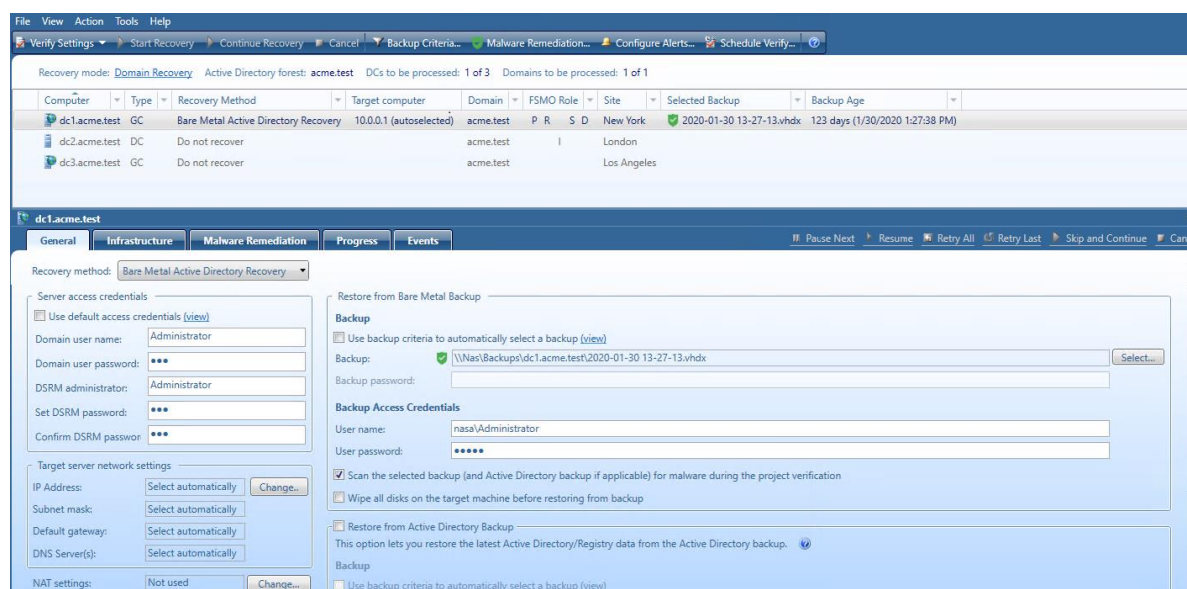 File View Action Tools Help
Verify Settings Start Recovery Continue Recovery Cancel Backup Criteria... Malware Remediation... Configure Alerts... Schedule Verify...
Recovery mode: Domain Recovery Active Directory forest: acme.test DCs to be processed: 1 of 3 Domains to be processed: 1 of 1
Computer Type Recovery Method Target computer Domain FSMO Role Site Selected Backup Backup Age
dc1.acme.test GC Bare Metal Active Directory Recovery 10.0.0.1 (autoselected) acme.test P R S D New York 2020-01-30 13-27-13.vhdx 123 days (1/30/2020 1:27:38 PM)
dc2.acme.test DC Do not recover acme.test I London
dc3.acme.test GC Do not recover acme.test Los Angeles
dc1.acme.test
General Infrastructure Malware Remediation Progress Events Pause Next Resume Retry All Retry Last Skip and Continue Can
Recovery method: Bare Metal Active Directory Recovery
Server access credentials
Use default access credentials (view)
Domain user name: Administrator
Domain user password: •••
DSRM administrator: Administrator
Set DSRM password: •••
Confirm DSRM passwor •••
Target server network settings
IP Address: Select automatically Change..
Subnet mask: Select automatically
Default gateway: Select automatically
DNS Server(s): Select automatically
NAT settings: Not used Change...
Restore from Bare Metal Backup
Backup
Use backup criteria to automatically select a backup (view)
Backup: \\Nas\Backups\dc1.acme.test\2020-01-30 13-27-13.vhdx Select...
Backup password:
Backup Access Credentials
User name: nasa\Administrator
User password: •••••
Scan the selected backup (and Active Directory backup if applicable) for malware during the project verification
Wipe all disks on the target machine before restoring from backup
Restore from Active Directory Backup
This option lets you restore the latest Active Directory/Registry data from the Active Directory backup.
Backup
Use backup criteria to automatically select a backup (view)